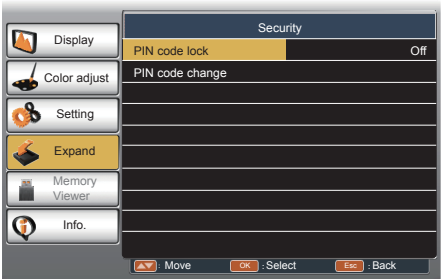 Security
Display
PIN code lock Off
Color adjust
PIN code change
Setting
Expand
Memory
Viewer
Info.
: Move OK : Select Esc : Back